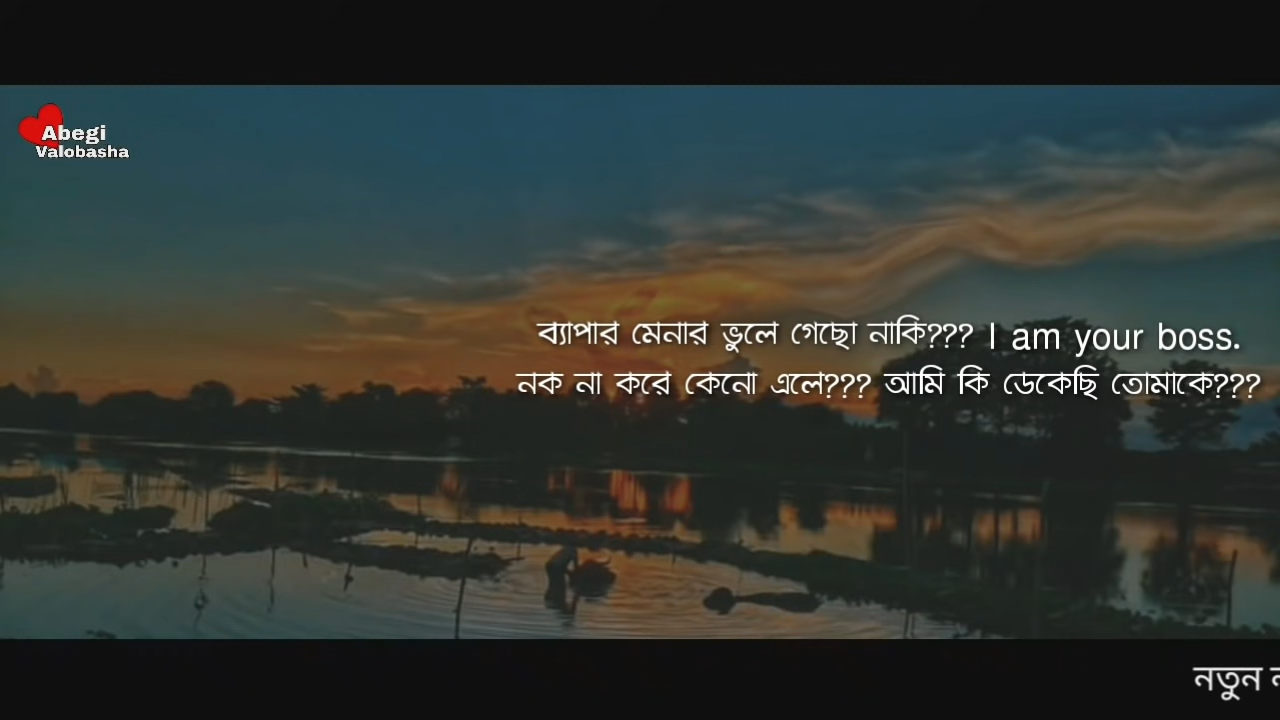 Abegi
Valobasha
ব্যাপার মেনার ভুলে গেছো নাকি??? I am your boss.
নক না করে কেনো এলে??? আমি কি ডেকেছি তোমাকে???
নতুন